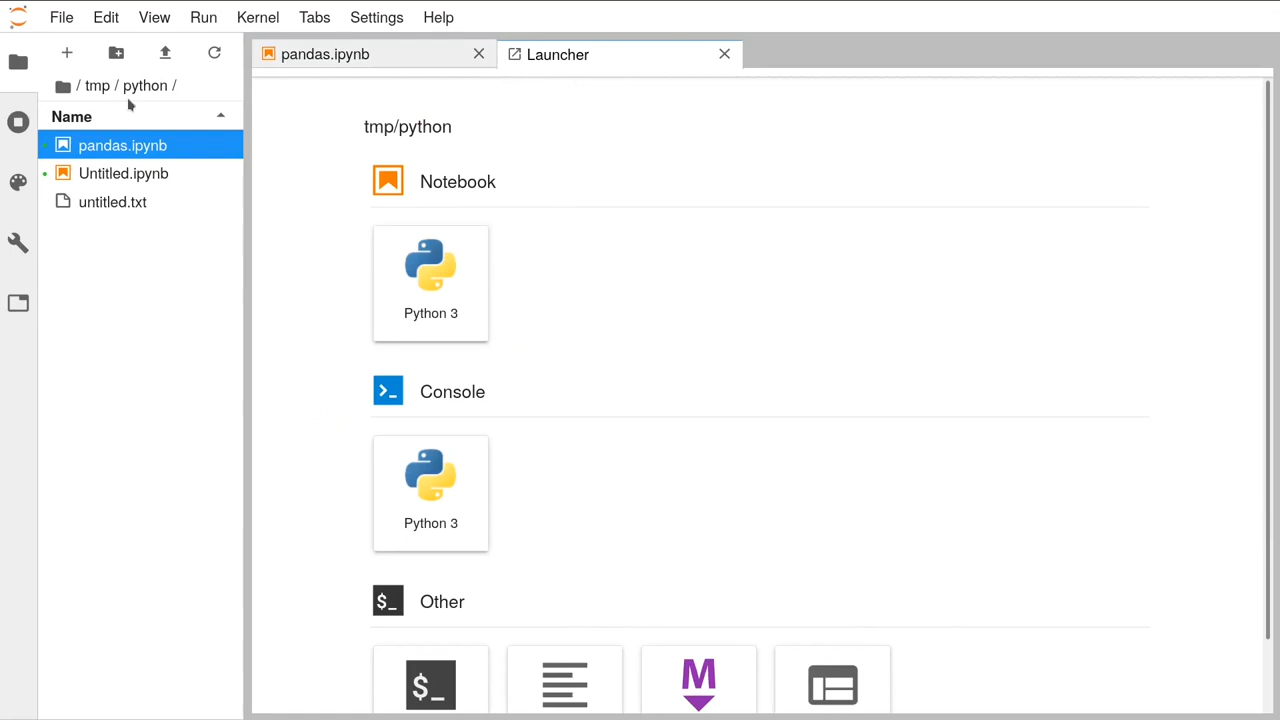 File Edit View Run Kernel Tabs Settings Help
pandas.ipynb
Launcher
/ tmp / python /
Name
pandas.ipynb
Untitled.ipynb
untitled.txt
tmp/python
Notebook
Python 3
Console
Python 3
$_ Other
$_
M